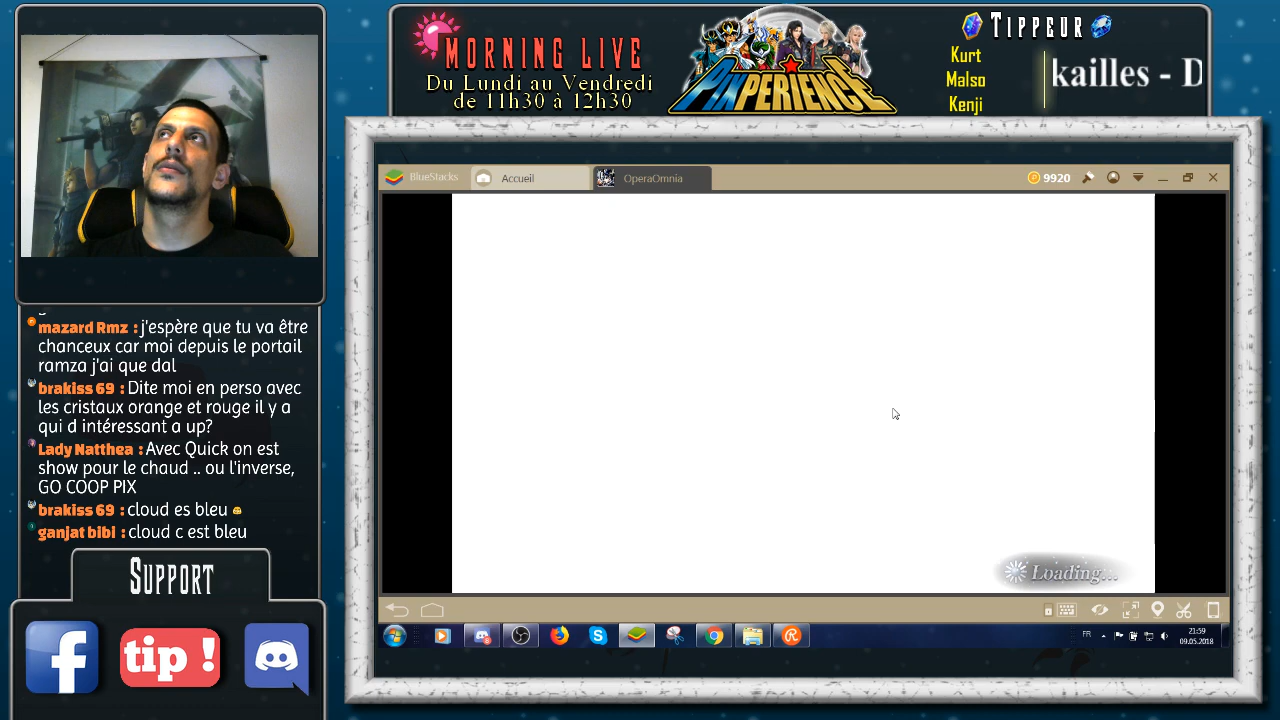 MORNING LIVE
Du Lundi au Vendredi
de 11h30 à 12h30
PIXPERIENCE
TIPPEUR
Kurt
Malso
Kenji
kailles - D
BlueStacks
Accueil
OperaOmnia
9920
mazard Rmz : j'espère que tu va être
chanceux car moi depuis le portail
ramza j'ai que dal
brakiss 69 : Dite moi en perso avec
les cristaux orange et rouge il y a
qui d intéressant a up?
Lady Natthea : Avec Quick on est
show pour le chaud .. ou l'inverse,
GO COOP PIX
brakiss 69 : cloud es bleu
ganjat bibi : cloud c est bleu
SUPPORT
f
tip !
Loading...
FR
21:59
09.05.2018